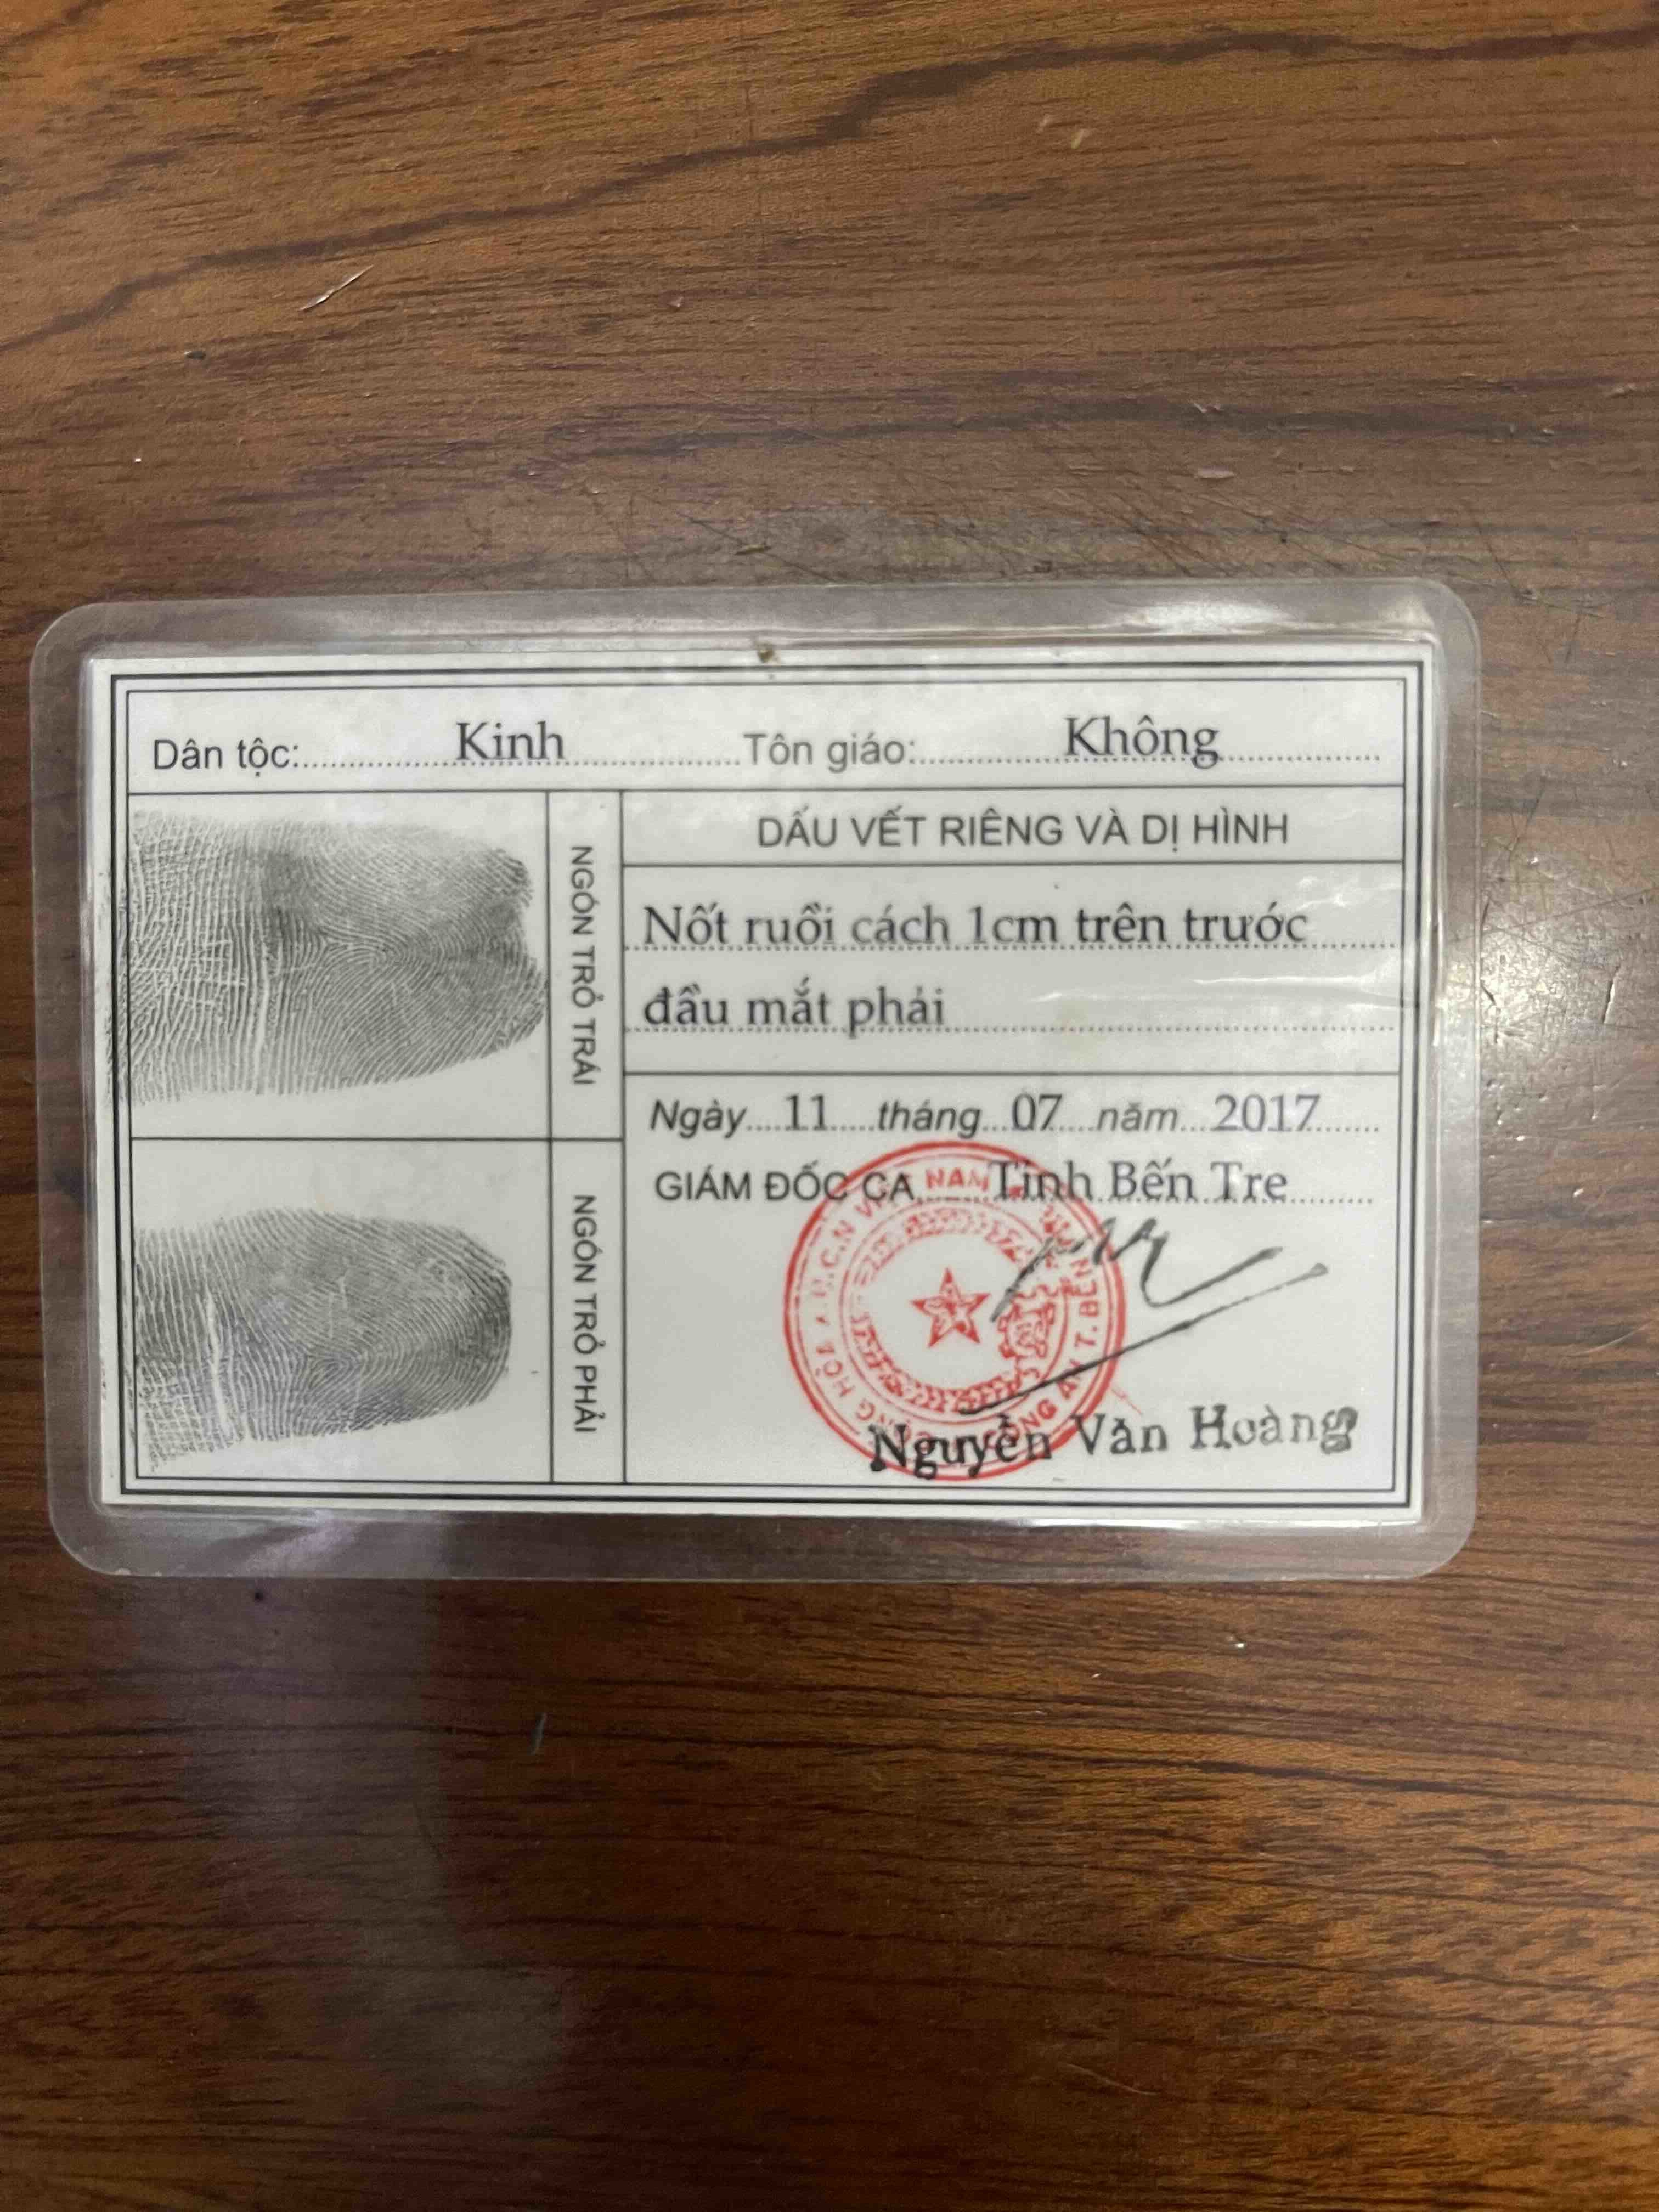 Dân tộc: Kinh Tôn giáo: Không
NGÓN TRỎ TRÁI
DẤU VẾT RIÊNG VÀ DỊ HÌNH
Nốt ruồi cách 1cm trên trước
đầu mắt phải
Ngày 11 tháng 07 năm 2017
GIÁM ĐỐC CA Tỉnh Bến Tre
NGÓN TRỎ PHẢI
Nguyễn Văn Hoàng